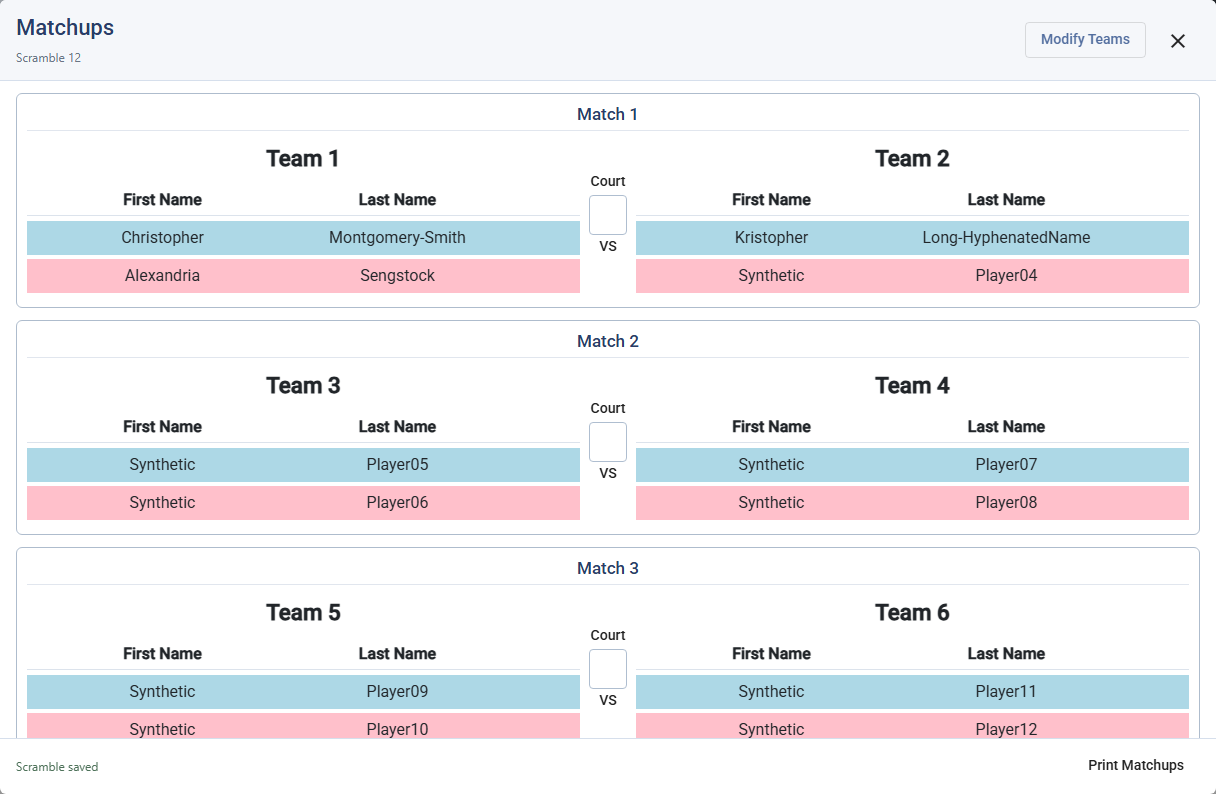 Matchups
Modify Teams
Scramble 12
Match 1
Team 1 Team 2
Court
First Name Last Name First Name Last Name
Christopher Montgomery-Smith Kristopher Long-HyphenatedName
VS
Alexandria Sengstock Synthetic Player04
Match 2
Team 3 Team 4
Court
First Name Last Name First Name Last Name
Synthetic Player05 Synthetic Player07
VS
Synthetic Player06 Synthetic Player08
Match 3
Team 5 Team 6
Court
First Name Last Name First Name Last Name
Synthetic Player09 Synthetic Player11
VS
Synthetic Player10 Synthetic Player12
Scramble saved Print Matchups